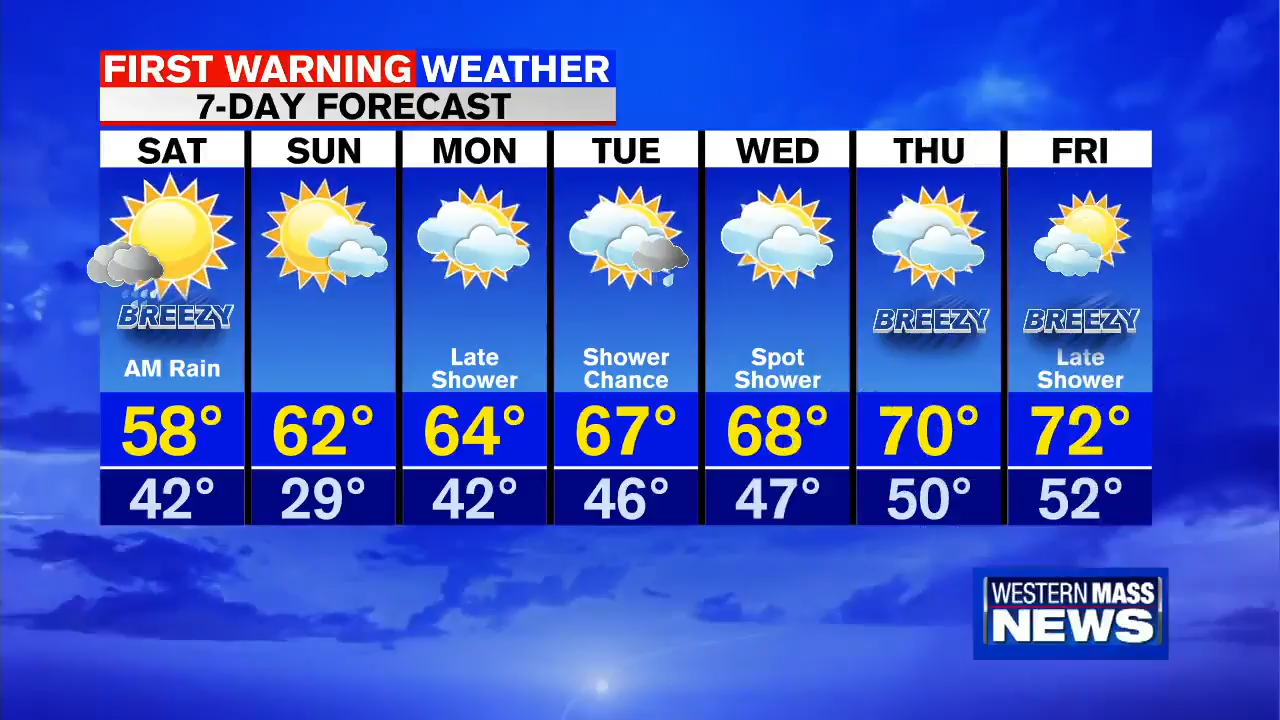 FIRST WARNING WEATHER
7-DAY FORECAST
SAT SUN MON TUE WED THU FRI
BREEZY BREEZY BREEZY
AM Rain Late Shower Shower Chance Spot Shower Late Shower
58° 62° 64° 67° 68° 70° 72°
42° 29° 42° 46° 47° 50° 52°
WESTERN MASS
NEWS